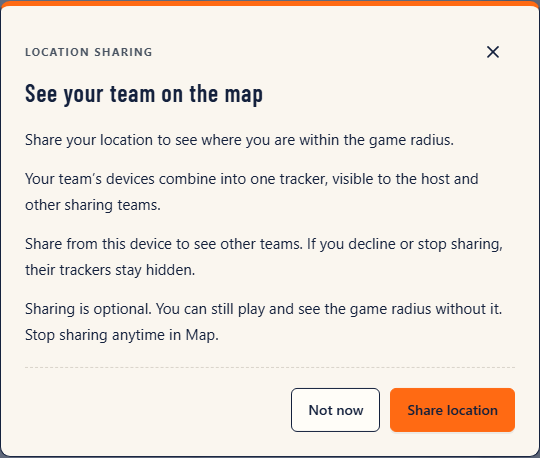 LOCATION SHARING
See your team on the map
Share your location to see where you are within the game radius.
Your team’s devices combine into one tracker, visible to the host and
other sharing teams.
Share from this device to see other teams. If you decline or stop sharing,
their trackers stay hidden.
Sharing is optional. You can still play and see the game radius without it.
Stop sharing anytime in Map.
Not now
Share location